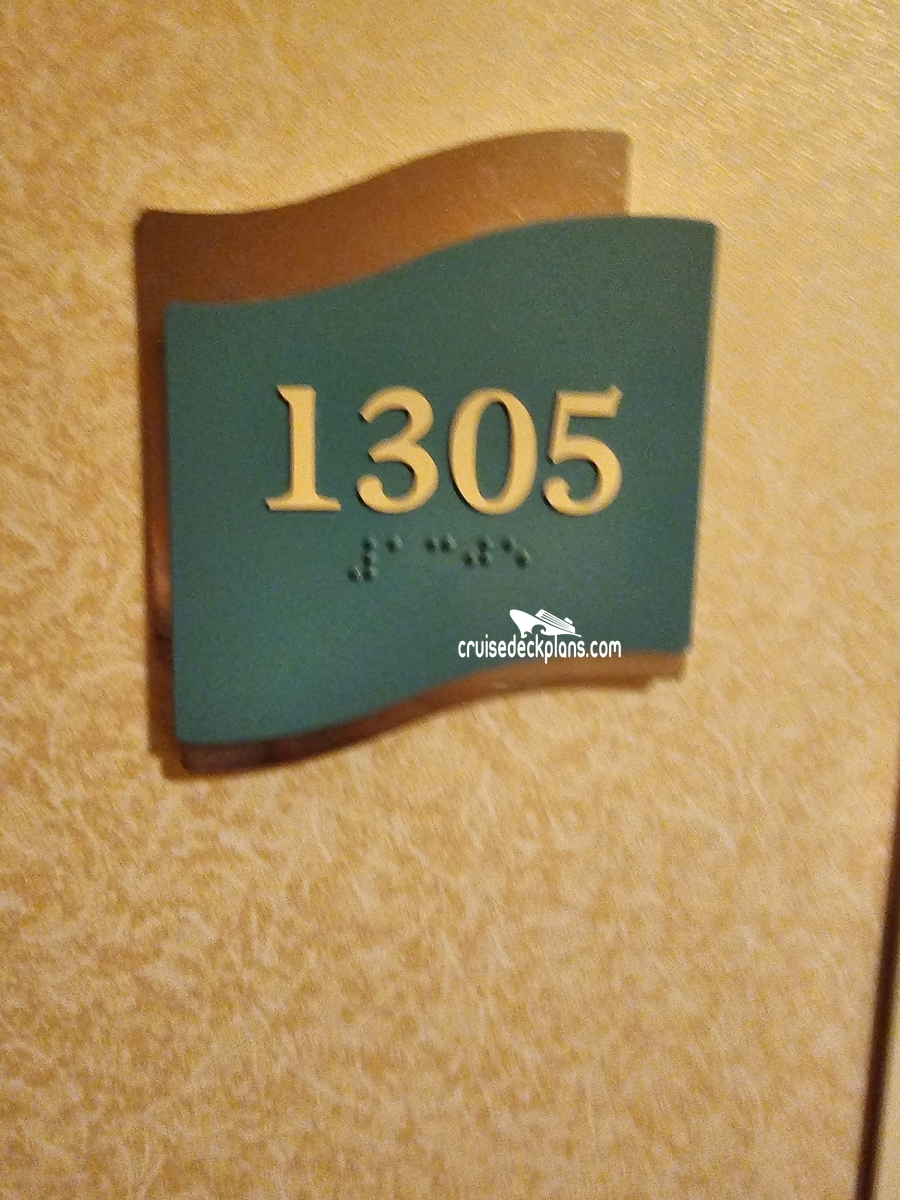 1305
⠼⠁⠉⠚⠑
cruisedeckplans.com